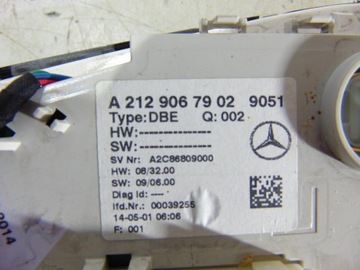 A 212 906 79 02 9051
Type:DBE Q: 002
HW:---------------
SW:---------------
SV Nr: A2C86809000
HW: 08/32.00
SW: 09/06.00
Diag Id: ----
lfd.Nr.: 00039255
14-05-01 06:06
F: 001
2014